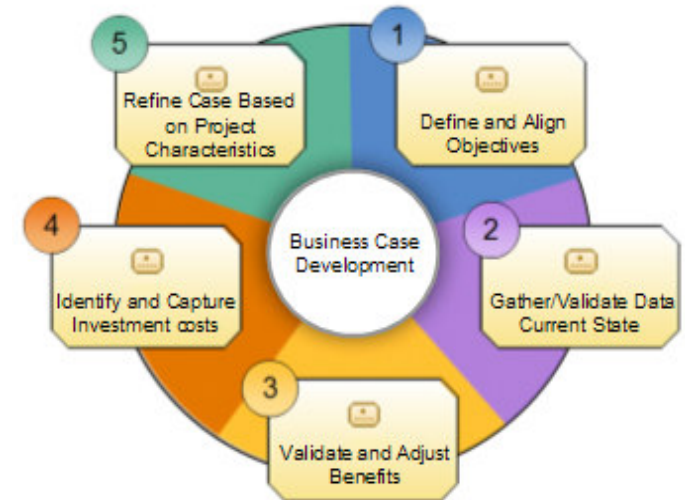 1
Define and Align
Objectives
2
Gather/Validate Data
Current State
3
Validate and Adjust
Benefits
4
Identify and Capture
Investment costs
5
Refine Case Based
on Project
Characteristics
Business Case
Development